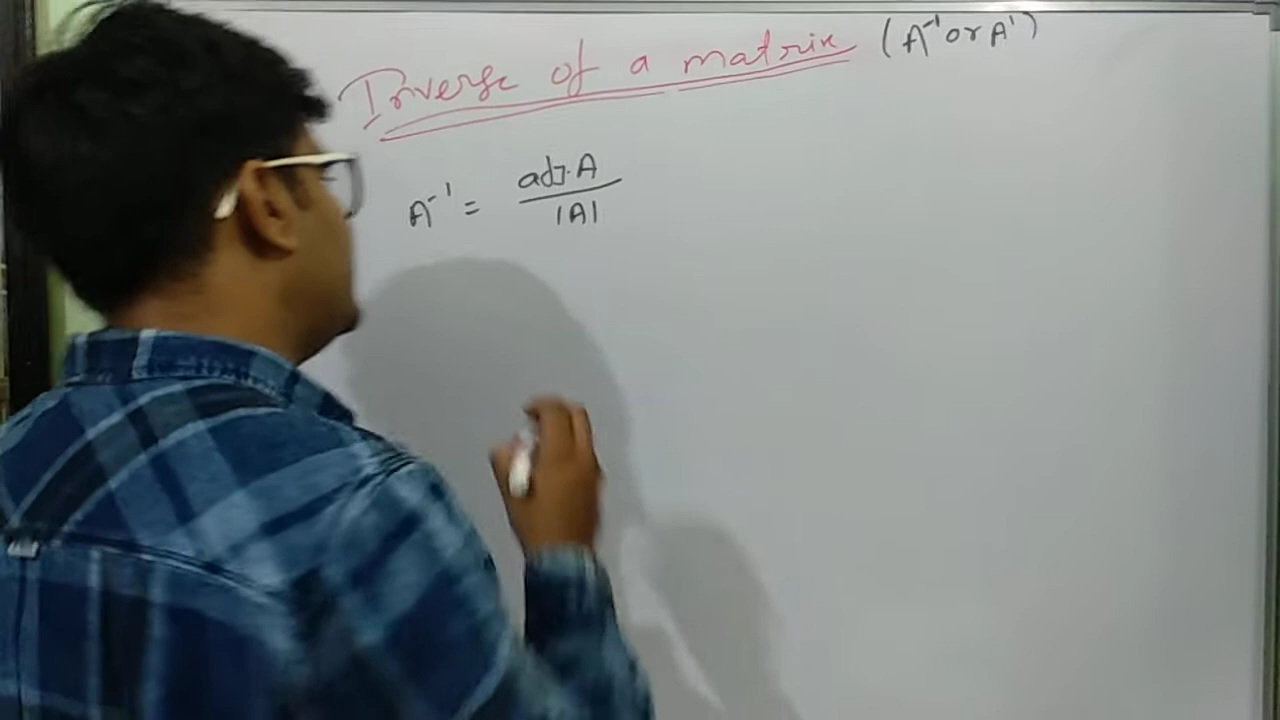 Inverse of a matrix (A⁻¹ or A')
A⁻¹ = adj.A / |A|